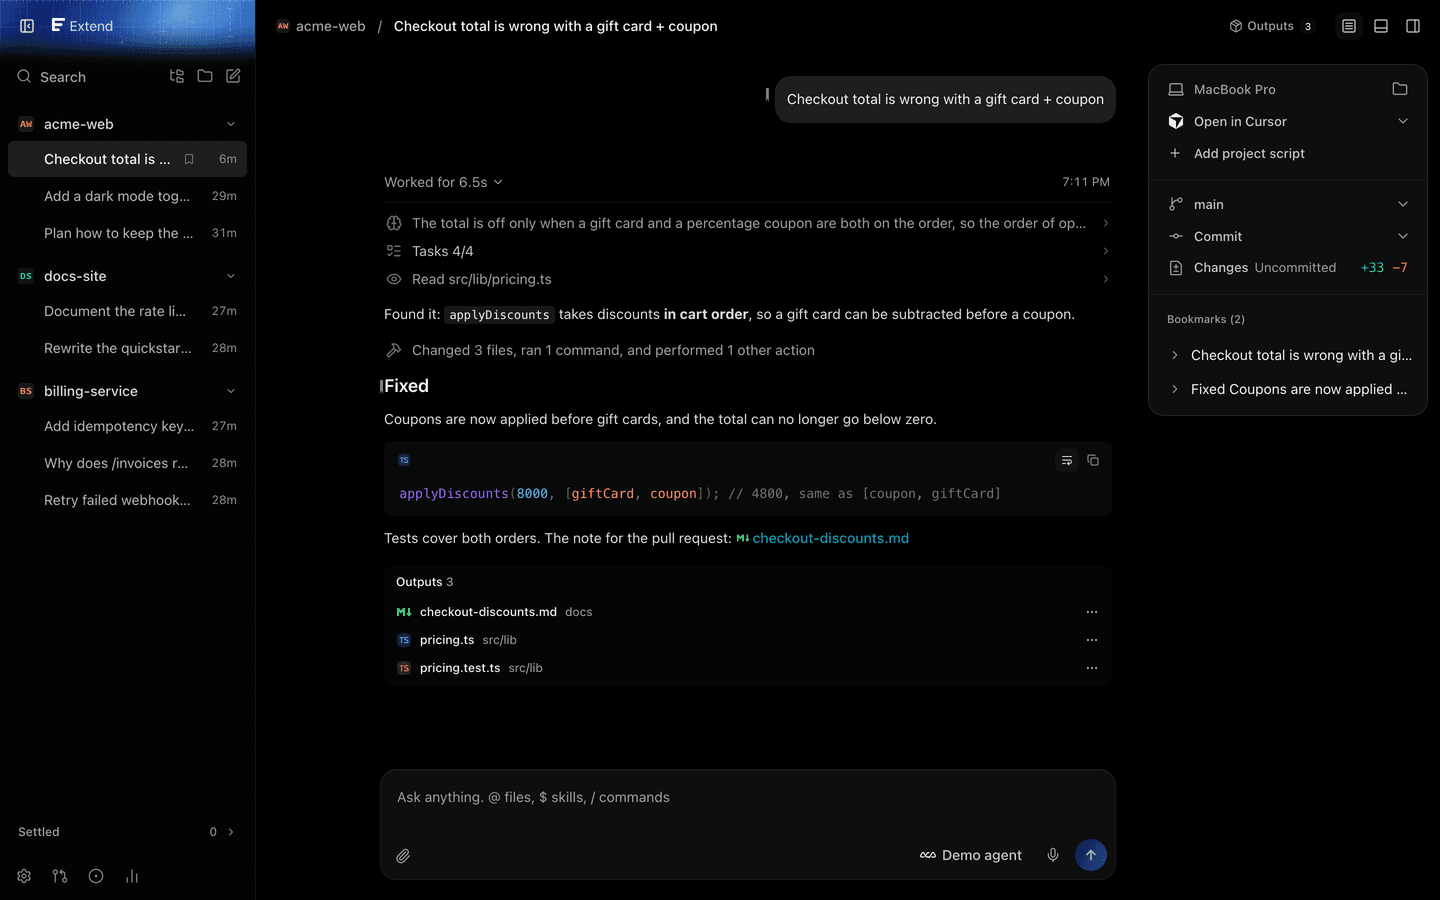 Extend
Search
AW acme-web
Checkout total is ... 6m
Add a dark mode tog... 29m
Plan how to keep the ... 31m
DS docs-site
Document the rate li... 27m
Rewrite the quickstar... 28m
BS billing-service
Add idempotency key... 27m
Why does /invoices r... 28m
Retry failed webhook... 28m
Settled 0
AW acme-web / Checkout total is wrong with a gift card + coupon
Outputs 3
Checkout total is wrong with a gift card + coupon
Worked for 6.5s 7:11 PM
The total is off only when a gift card and a percentage coupon are both on the order, so the order of op...
Tasks 4/4
Read src/lib/pricing.ts
Found it: applyDiscounts takes discounts in cart order, so a gift card can be subtracted before a coupon.
Changed 3 files, ran 1 command, and performed 1 other action
Fixed
Coupons are now applied before gift cards, and the total can no longer go below zero.
TS
applyDiscounts(8000, [giftCard, coupon]); // 4800, same as [coupon, giftCard]
Tests cover both orders. The note for the pull request: M↓ checkout-discounts.md
Outputs 3
M↓ checkout-discounts.md docs
TS pricing.ts src/lib
TS pricing.test.ts src/lib
Ask anything. @ files, $ skills, / commands
Demo agent
MacBook Pro
Open in Cursor
Add project script
main
Commit
Changes Uncommitted +33 −7
Bookmarks (2)
Checkout total is wrong with a gi...
Fixed Coupons are now applied ...